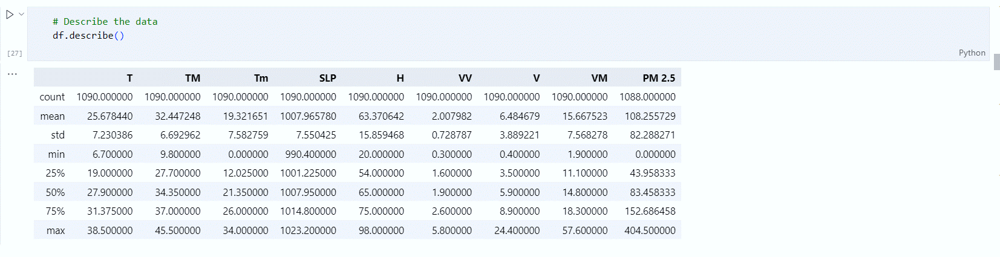 # Describe the data
df.describe()
[27]
Python
...
T TM Tm SLP H VV V VM PM 2.5
count 1090.000000 1090.000000 1090.000000 1090.000000 1090.000000 1090.000000 1090.000000 1090.000000 1088.000000
mean 25.678440 32.447248 19.321651 1007.965780 63.370642 2.007982 6.484679 15.667523 108.255729
std 7.230386 6.692962 7.582759 7.550425 15.859468 0.728787 3.889221 7.568278 82.288271
min 6.700000 9.800000 0.000000 990.400000 20.000000 0.300000 0.400000 1.900000 0.000000
25% 19.000000 27.700000 12.025000 1001.225000 54.000000 1.600000 3.500000 11.100000 43.958333
50% 27.900000 34.350000 21.350000 1007.950000 65.000000 1.900000 5.900000 14.800000 83.458333
75% 31.375000 37.000000 26.000000 1014.800000 75.000000 2.600000 8.900000 18.300000 152.686458
max 38.500000 45.500000 34.000000 1023.200000 98.000000 5.800000 24.400000 57.600000 404.500000